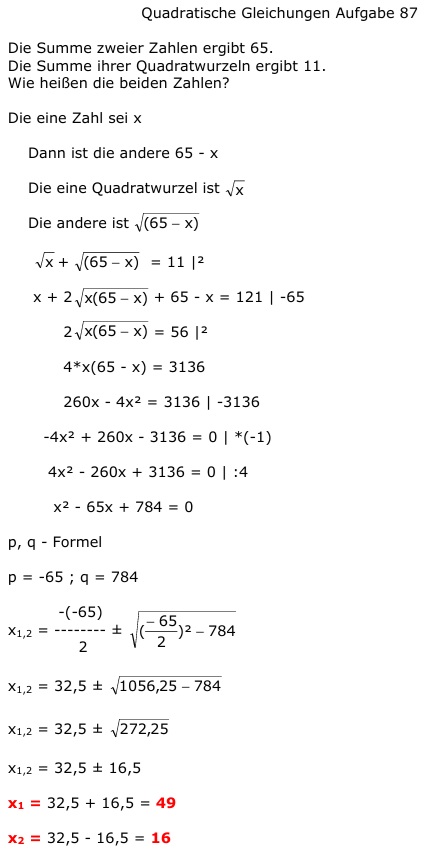 Quadratische Gleichungen Aufgabe 87
Die Summe zweier Zahlen ergibt 65.
Die Summe ihrer Quadratwurzeln ergibt 11.
Wie heißen die beiden Zahlen?
Die eine Zahl sei x
Dann ist die andere 65 - x
Die eine Quadratwurzel ist √x
Die andere ist √(65 – x)
√x + √(65 – x) = 11 |²
x + 2√x(65 – x) + 65 - x = 121 | -65
2√x(65 – x) = 56 |²
4*x(65 - x) = 3136
260x - 4x² = 3136 | -3136
-4x² + 260x - 3136 = 0 | *(-1)
4x² - 260x + 3136 = 0 | :4
x² - 65x + 784 = 0
p, q - Formel
p = -65 ; q = 784
x₁,₂ = -(-65) / 2 ± √(–65 / 2)² – 784
x₁,₂ = 32,5 ± √1056,25 – 784
x₁,₂ = 32,5 ± √272,25
x₁,₂ = 32,5 ± 16,5
x₁ = 32,5 + 16,5 = 49
x₂ = 32,5 - 16,5 = 16